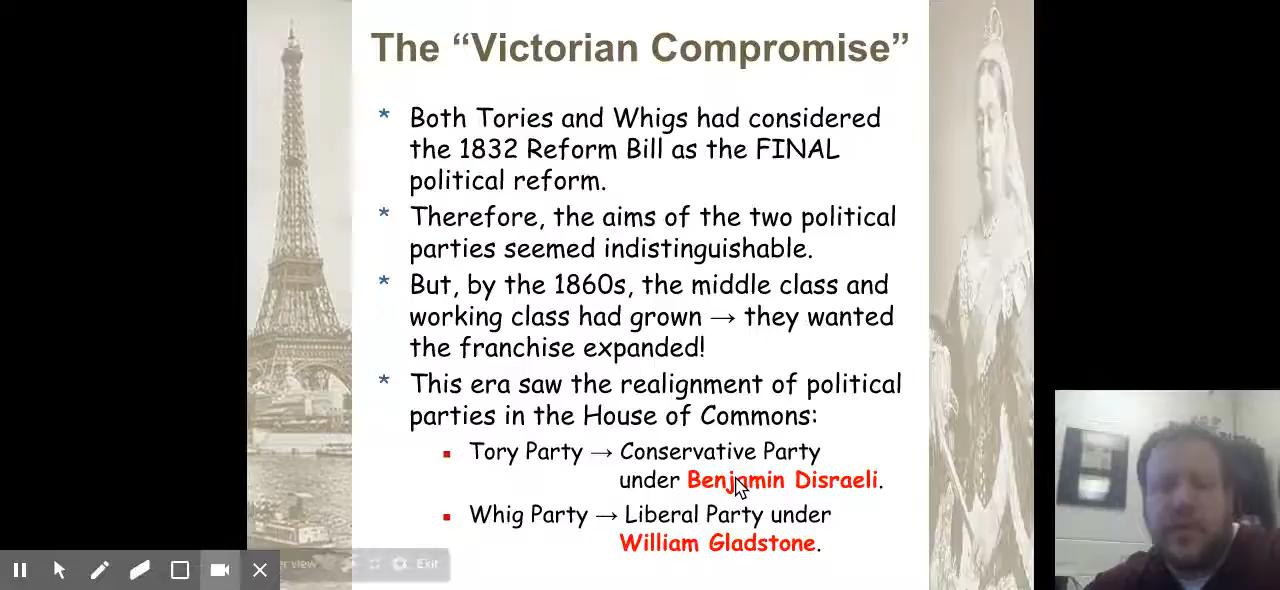 The “Victorian Compromise”
* Both Tories and Whigs had considered
the 1832 Reform Bill as the FINAL
political reform.
* Therefore, the aims of the two political
parties seemed indistinguishable.
* But, by the 1860s, the middle class and
working class had grown → they wanted
the franchise expanded!
* This era saw the realignment of political
parties in the House of Commons:
▪ Tory Party → Conservative Party
under Benjamin Disraeli.
▪ Whig Party → Liberal Party under
William Gladstone.
Exit